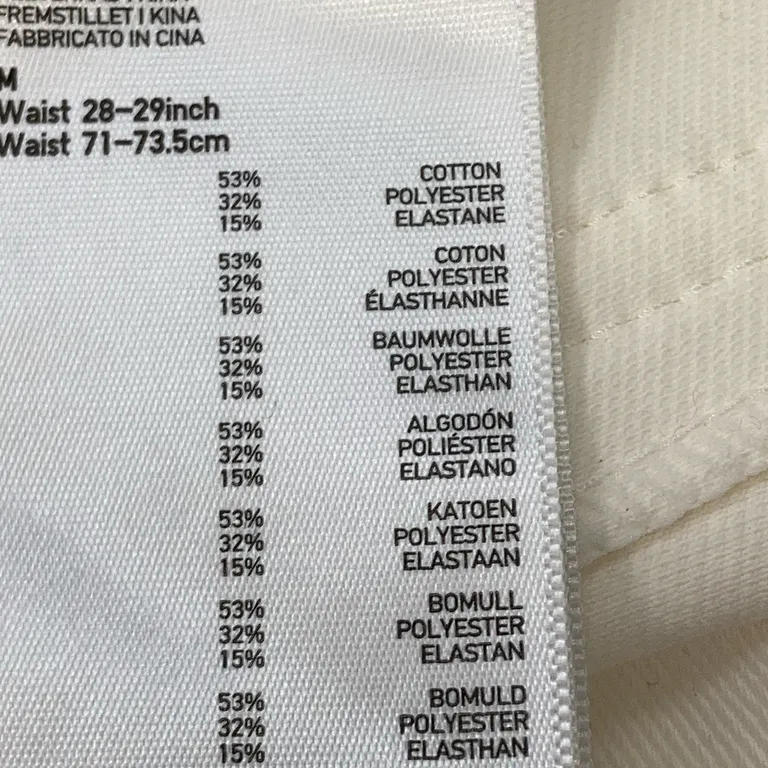 FREMSTILLET I KINA
FABBRICATO IN CINA
M
Waist 28–29inch
Waist 71–73.5cm
53% COTTON
32% POLYESTER
15% ELASTANE
53% COTON
32% POLYESTER
15% ÉLASTHANNE
53% BAUMWOLLE
32% POLYESTER
15% ELASTHAN
53% ALGODÓN
32% POLIÉSTER
15% ELASTANO
53% KATOEN
32% POLYESTER
15% ELASTAAN
53% BOMULL
32% POLYESTER
15% ELASTAN
53% BOMULD
32% POLYESTER
15% ELASTHAN